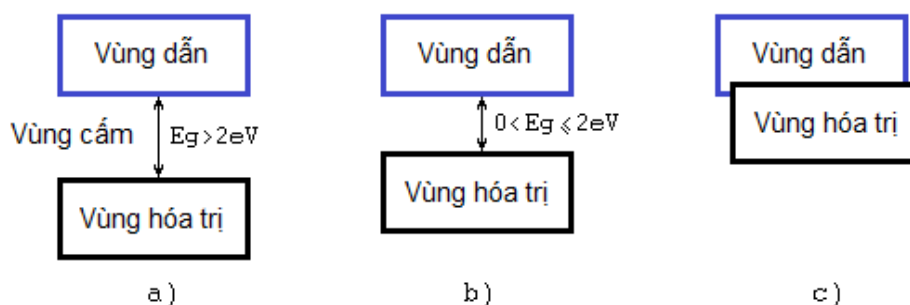 Vùng dẫn
Vùng cấm
Eg>2eV
Vùng hóa trị
a)
Vùng dẫn
0<Eg⩽2eV
Vùng hóa trị
b)
Vùng dẫn
Vùng hóa trị
c)